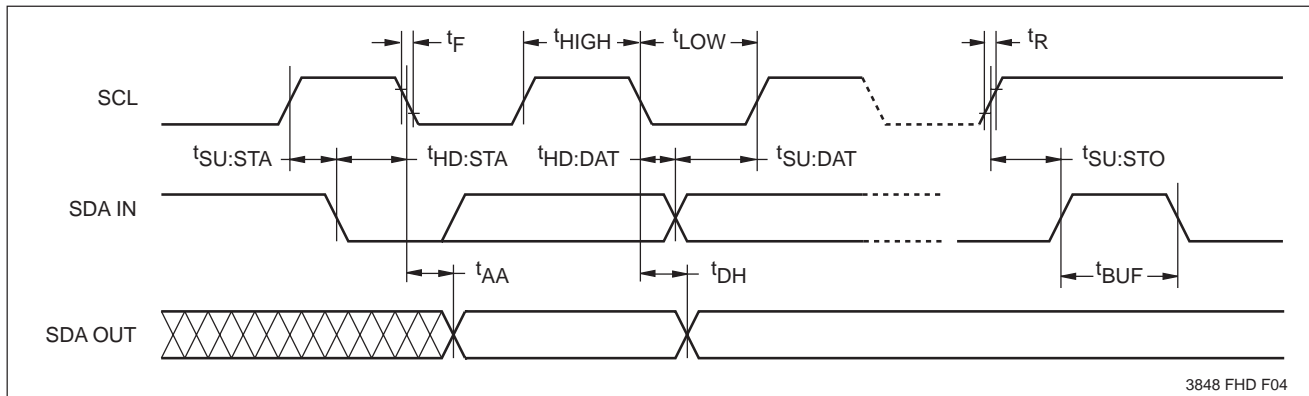 tF
tHIGH
tLOW
tR
SCL
tSU:STA
tHD:STA
tHD:DAT
tSU:DAT
tSU:STO
SDA IN
tAA
tDH
tBUF
SDA OUT
3848 FHD F04